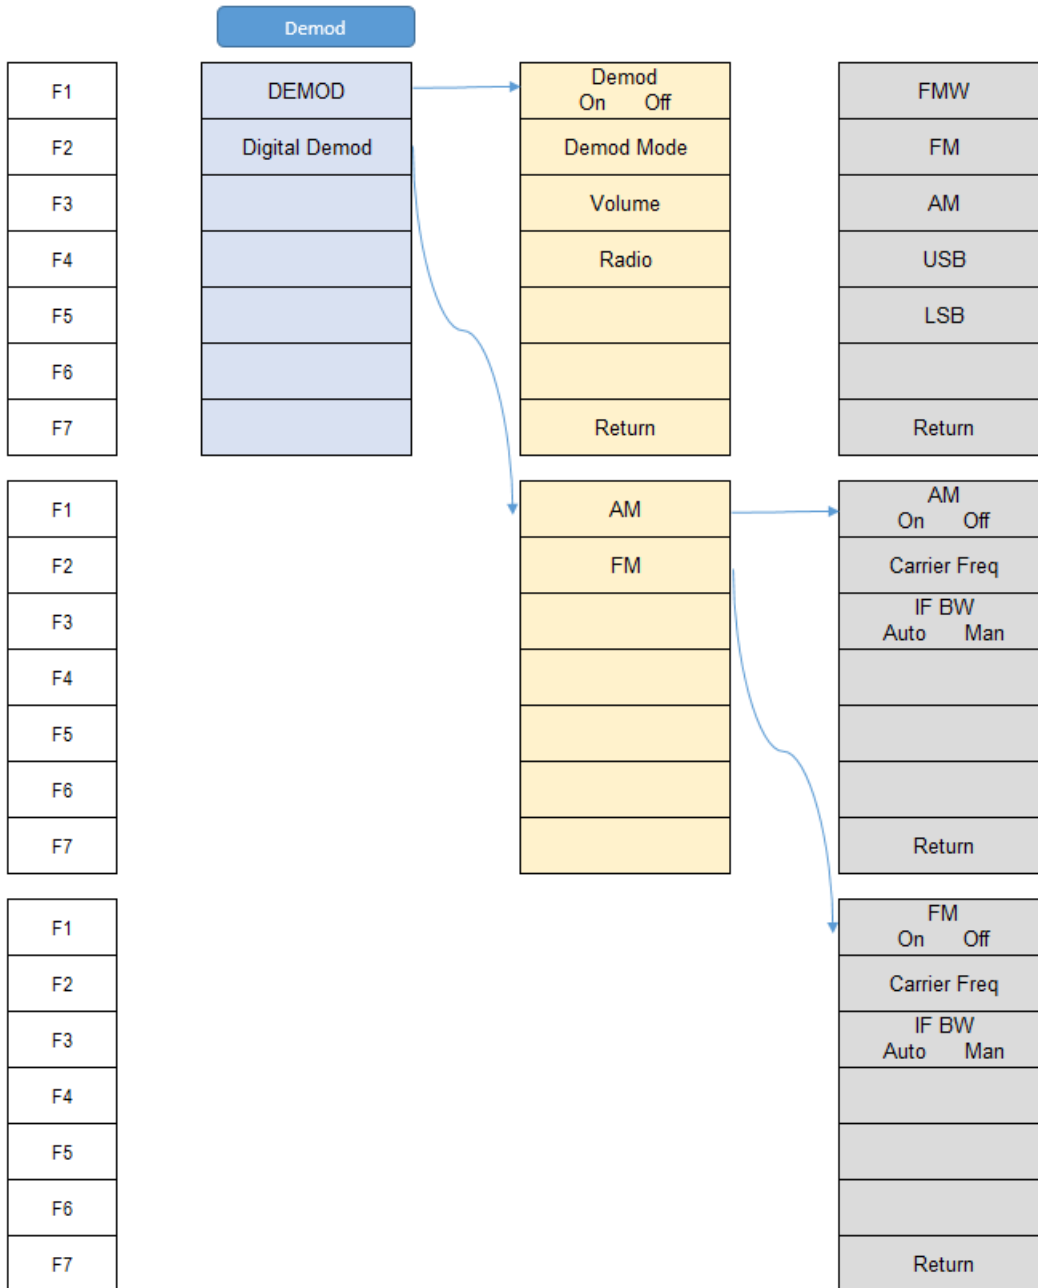 Demod
F1 DEMOD Demod FMW
On Off
F2 Digital Demod Demod Mode FM
F3 Volume AM
F4 Radio USB
F5 LSB
F6
F7 Return Return
F1 AM AM
On Off
F2 FM Carrier Freq
F3 IF BW
Auto Man
F4
F5
F6
F7 Return
F1 FM
On Off
F2 Carrier Freq
F3 IF BW
Auto Man
F4
F5
F6
F7 Return